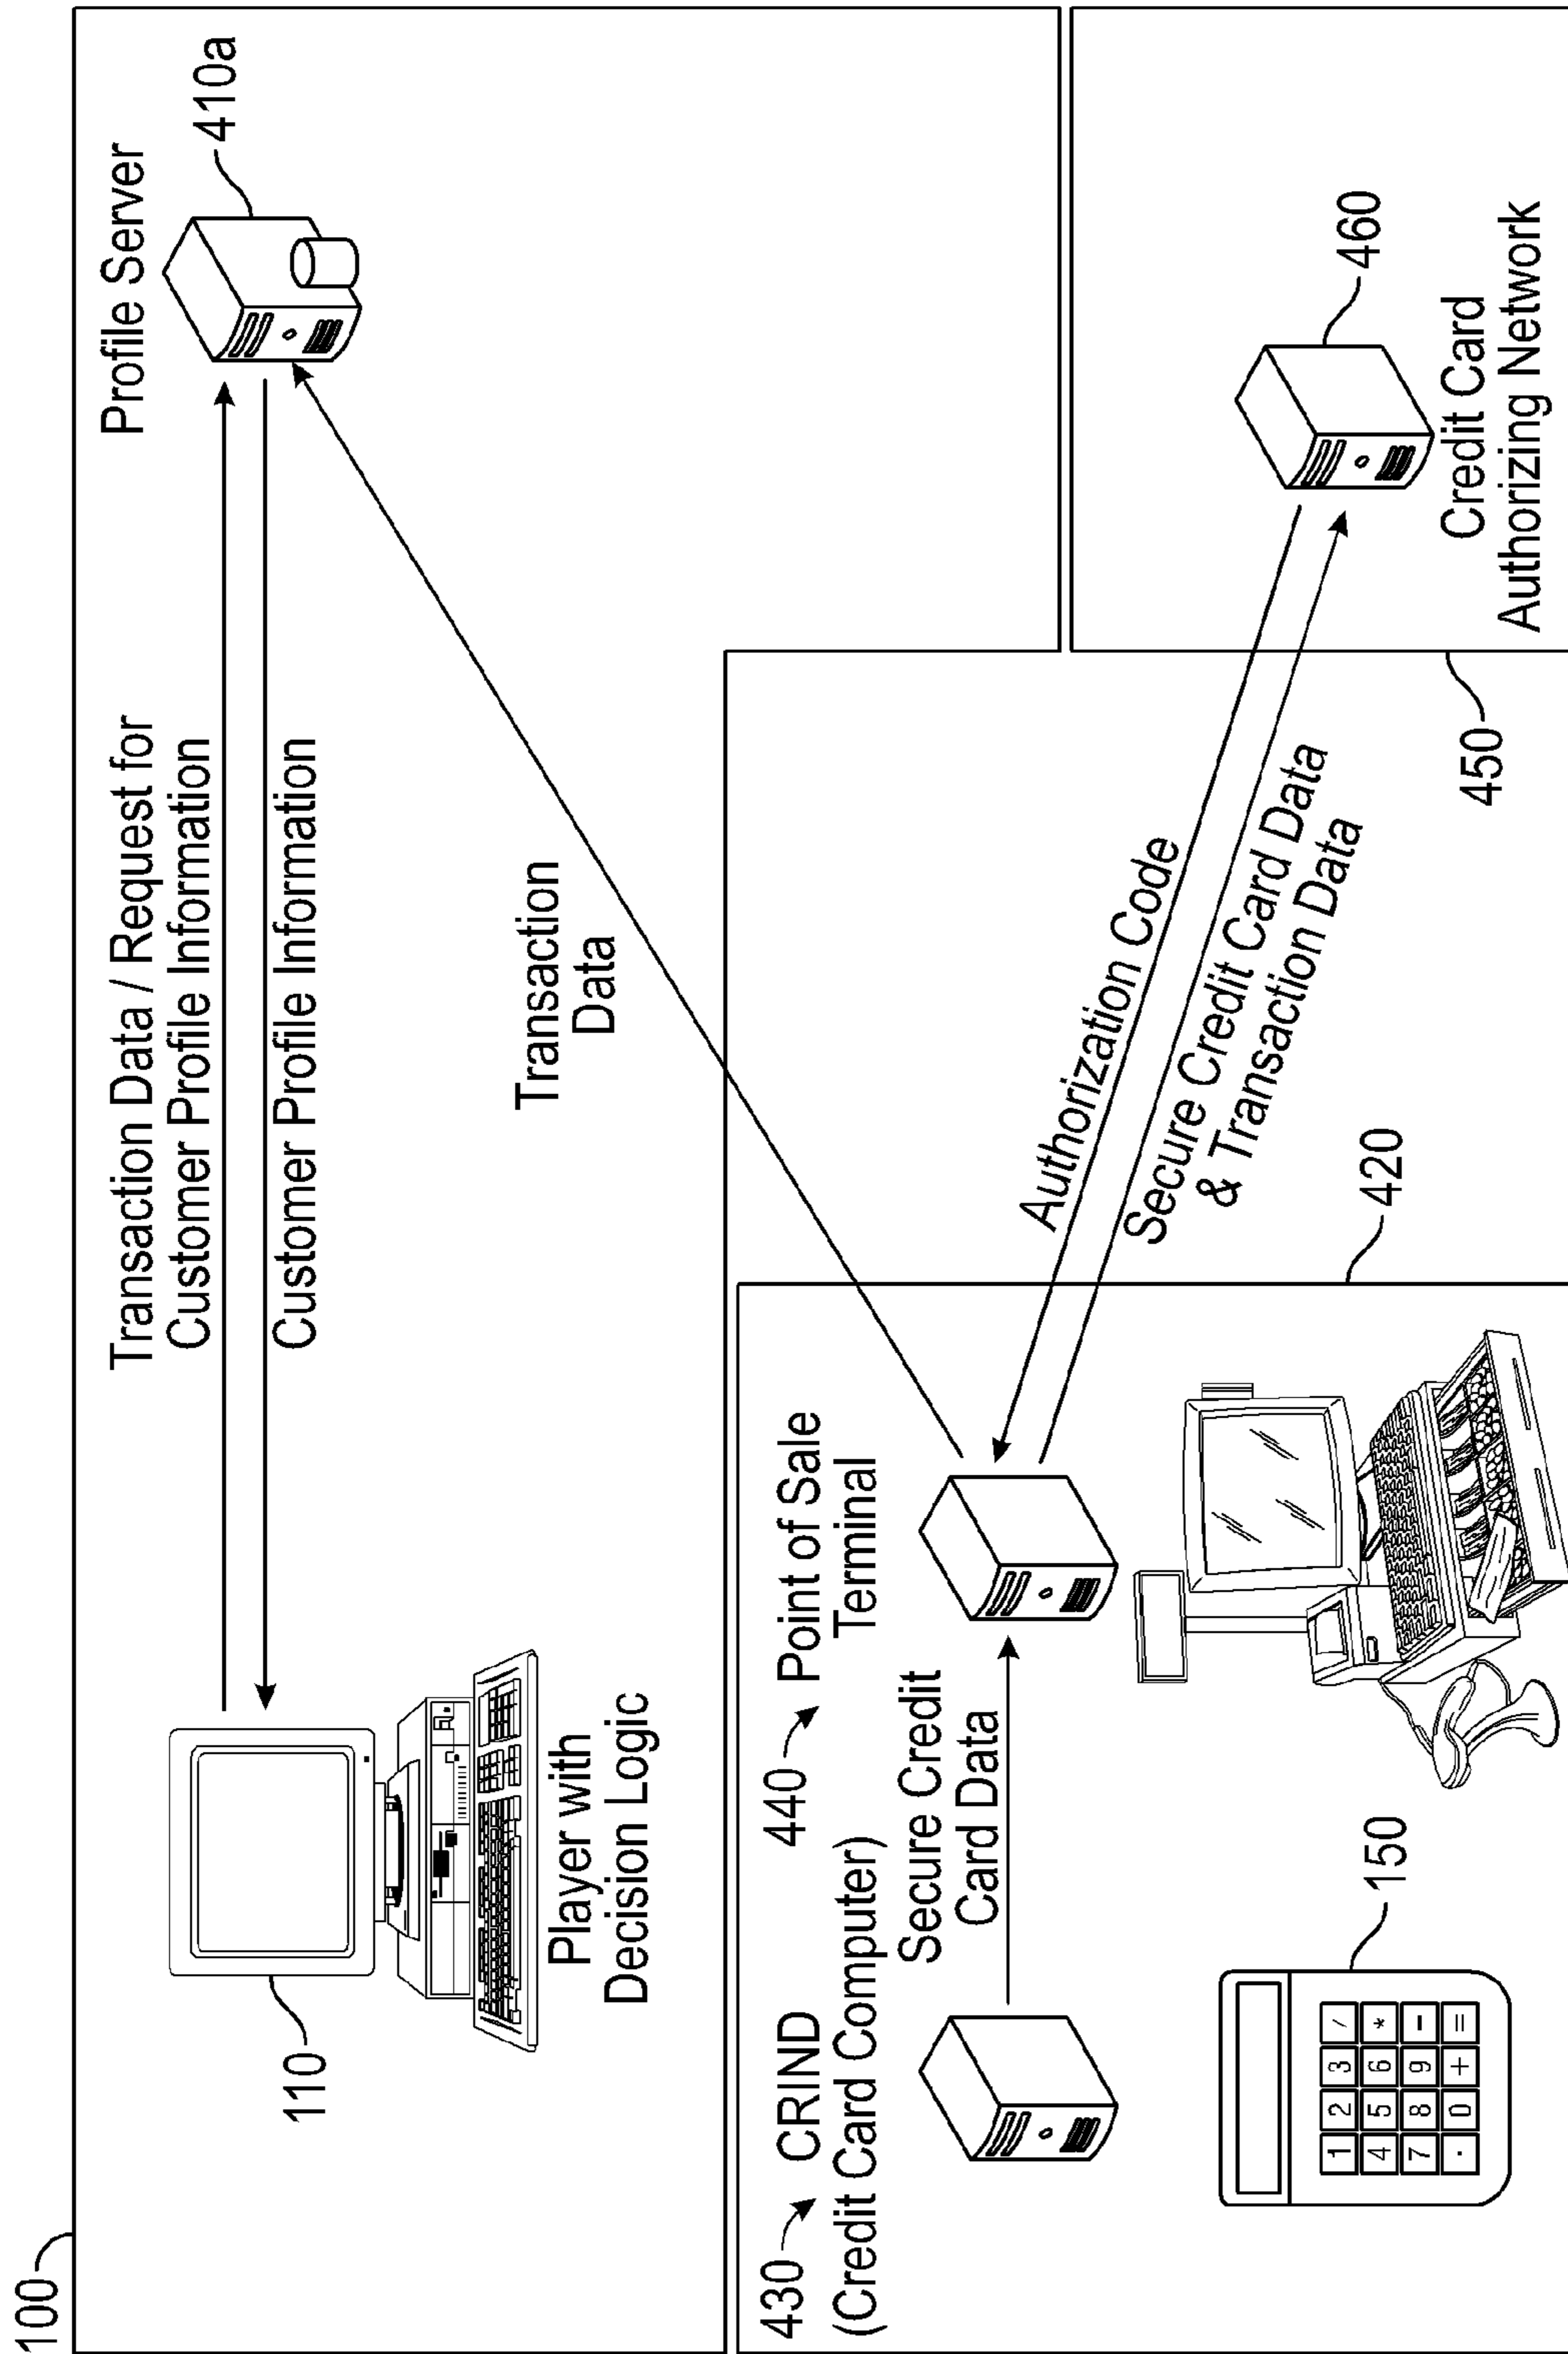 100
Transaction Data / Request for
Customer Profile Information
Customer Profile Information
Profile Server
410a
110
Player with
Decision Logic
Transaction
Data
430
CRIND
(Credit Card Computer)
440
Point of Sale
Terminal
Secure Credit
Card Data
Authorization Code
Secure Credit Card Data
& Transaction Data
460
Credit Card
Authorizing Network
450
420
150
1 2 3 /
4 5 6 *
7 8 9 -
. 0 + =